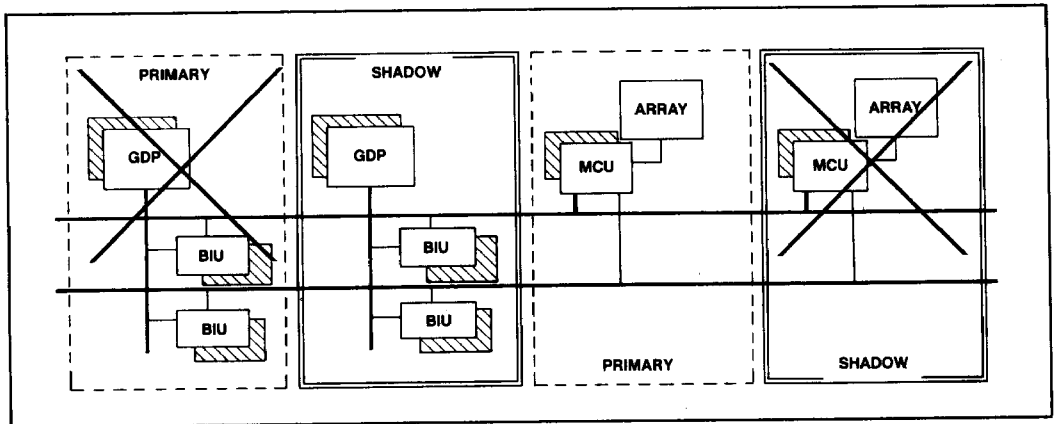 PRIMARY
GDP
BIU
BIU
SHADOW
GDP
BIU
BIU
ARRAY
MCU
PRIMARY
ARRAY
MCU
SHADOW